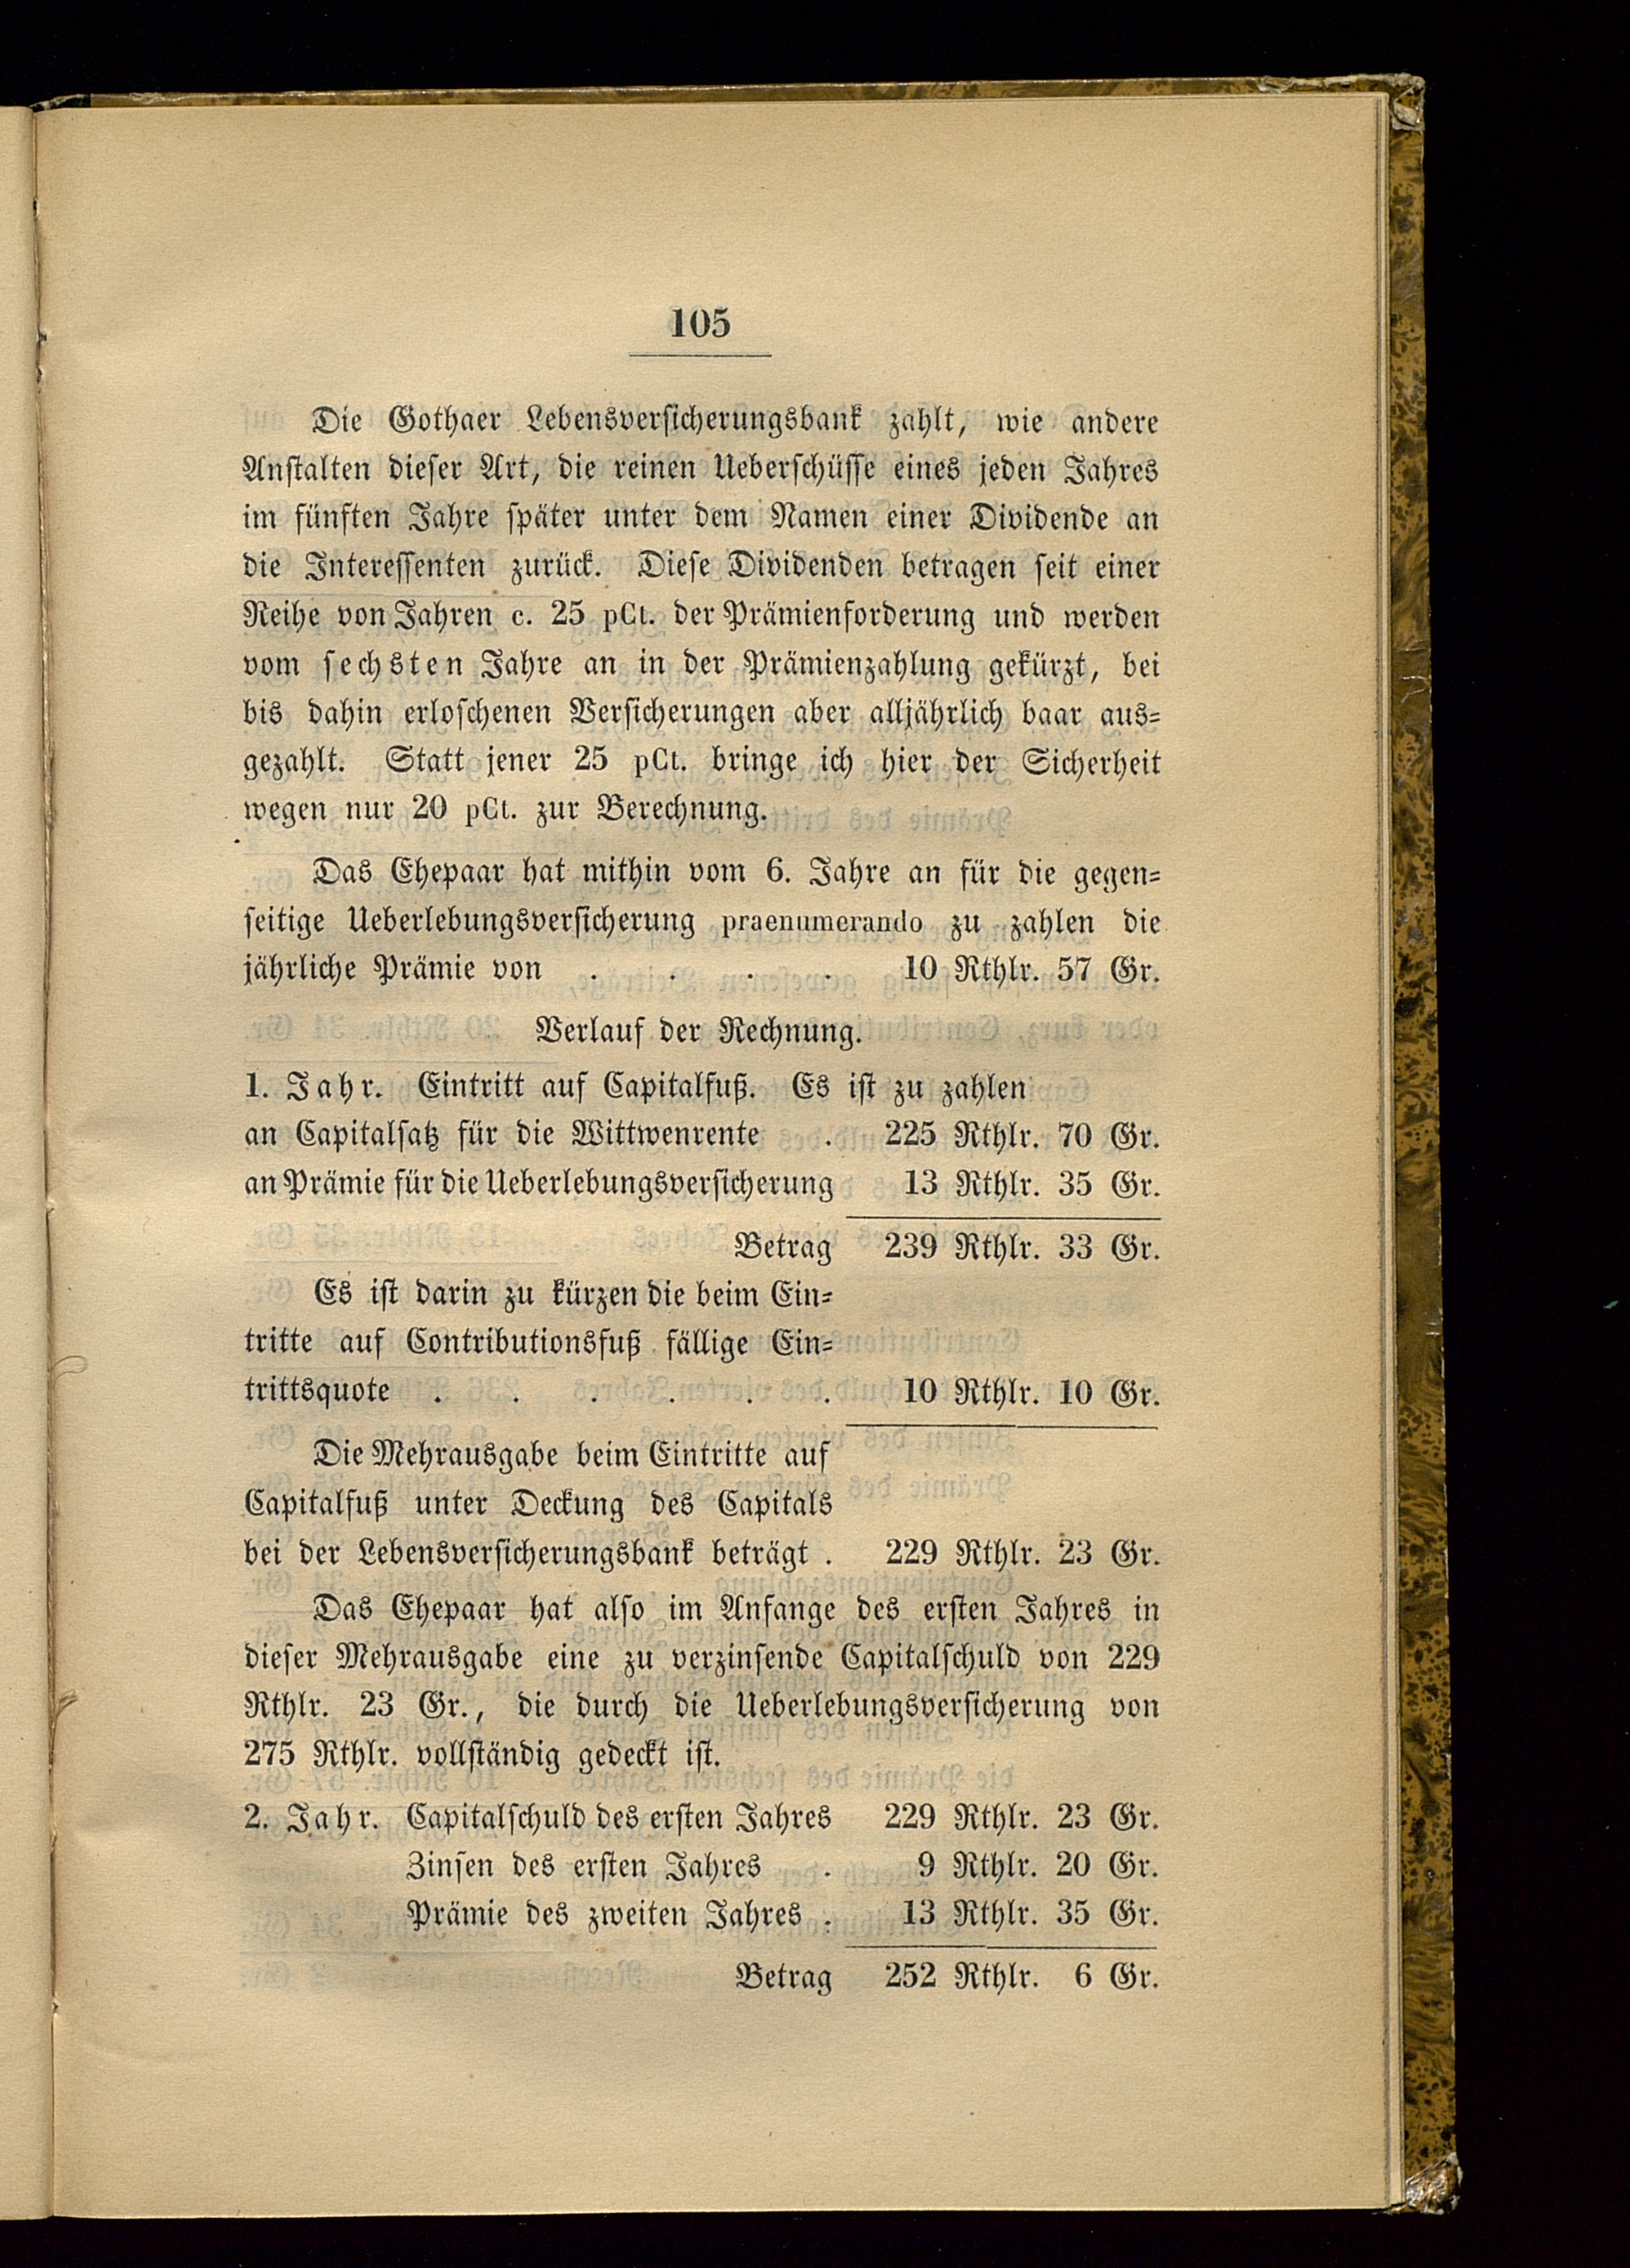 105
Die Gothaer Lebensversicherungsbank zahlt, wie andere
Anstalten dieser Art, die reinen Ueberschüsse eines jeden Jahres
im fünften Jahre später unter dem Namen einer Dividende an
die Interessenten zurück. Diese Dividenden betragen seit einer
Reihe von Jahren c. 25 pCt. der Prämienforderung und werden
vom sechsten Jahre an in der Prämienzahlung gekürzt, bei
bis dahin erloschenen Versicherungen aber alljährlich baar aus=
gezahlt. Statt jener 25 pCt. bringe ich hier der Sicherheit
wegen nur 20 pCt. zur Berechnung.
Das Ehepaar hat mithin vom 6. Jahre an für die gegen=
seitige Ueberlebungsversicherung praenumerando zu zahlen die
jährliche Prämie von . . . . 10 Rthlr. 57 Gr.
Verlauf der Rechnung.
1. Jahr. Eintritt auf Capitalfuß. Es ist zu zahlen
an Capitalsatz für die Wittwenrente . 225 Rthlr. 70 Gr.
an Prämie für die Ueberlebungsversicherung 13 Rthlr. 35 Gr.
Betrag 239 Rthlr. 33 Gr.
Es ist darin zu kürzen die beim Ein=
tritte auf Contributionsfuß fällige Ein=
trittsquote . . . . . . 10 Rthlr. 10 Gr.
Die Mehrausgabe beim Eintritte auf
Capitalfuß unter Deckung des Capitals
bei der Lebensversicherungsbank beträgt . 229 Rthlr. 23 Gr.
Das Ehepaar hat also im Anfange des ersten Jahres in
dieser Mehrausgabe eine zu verzinsende Capitalschuld von 229
Rthlr. 23 Gr., die durch die Ueberlebungsversicherung von
275 Rthlr. vollständig gedeckt ist.
2. Jahr. Capitalschuld des ersten Jahres 229 Rthlr. 23 Gr.
Zinsen des ersten Jahres . 9 Rthlr. 20 Gr.
Prämie des zweiten Jahres . 13 Rthlr. 35 Gr.
Betrag 252 Rthlr. 6 Gr.